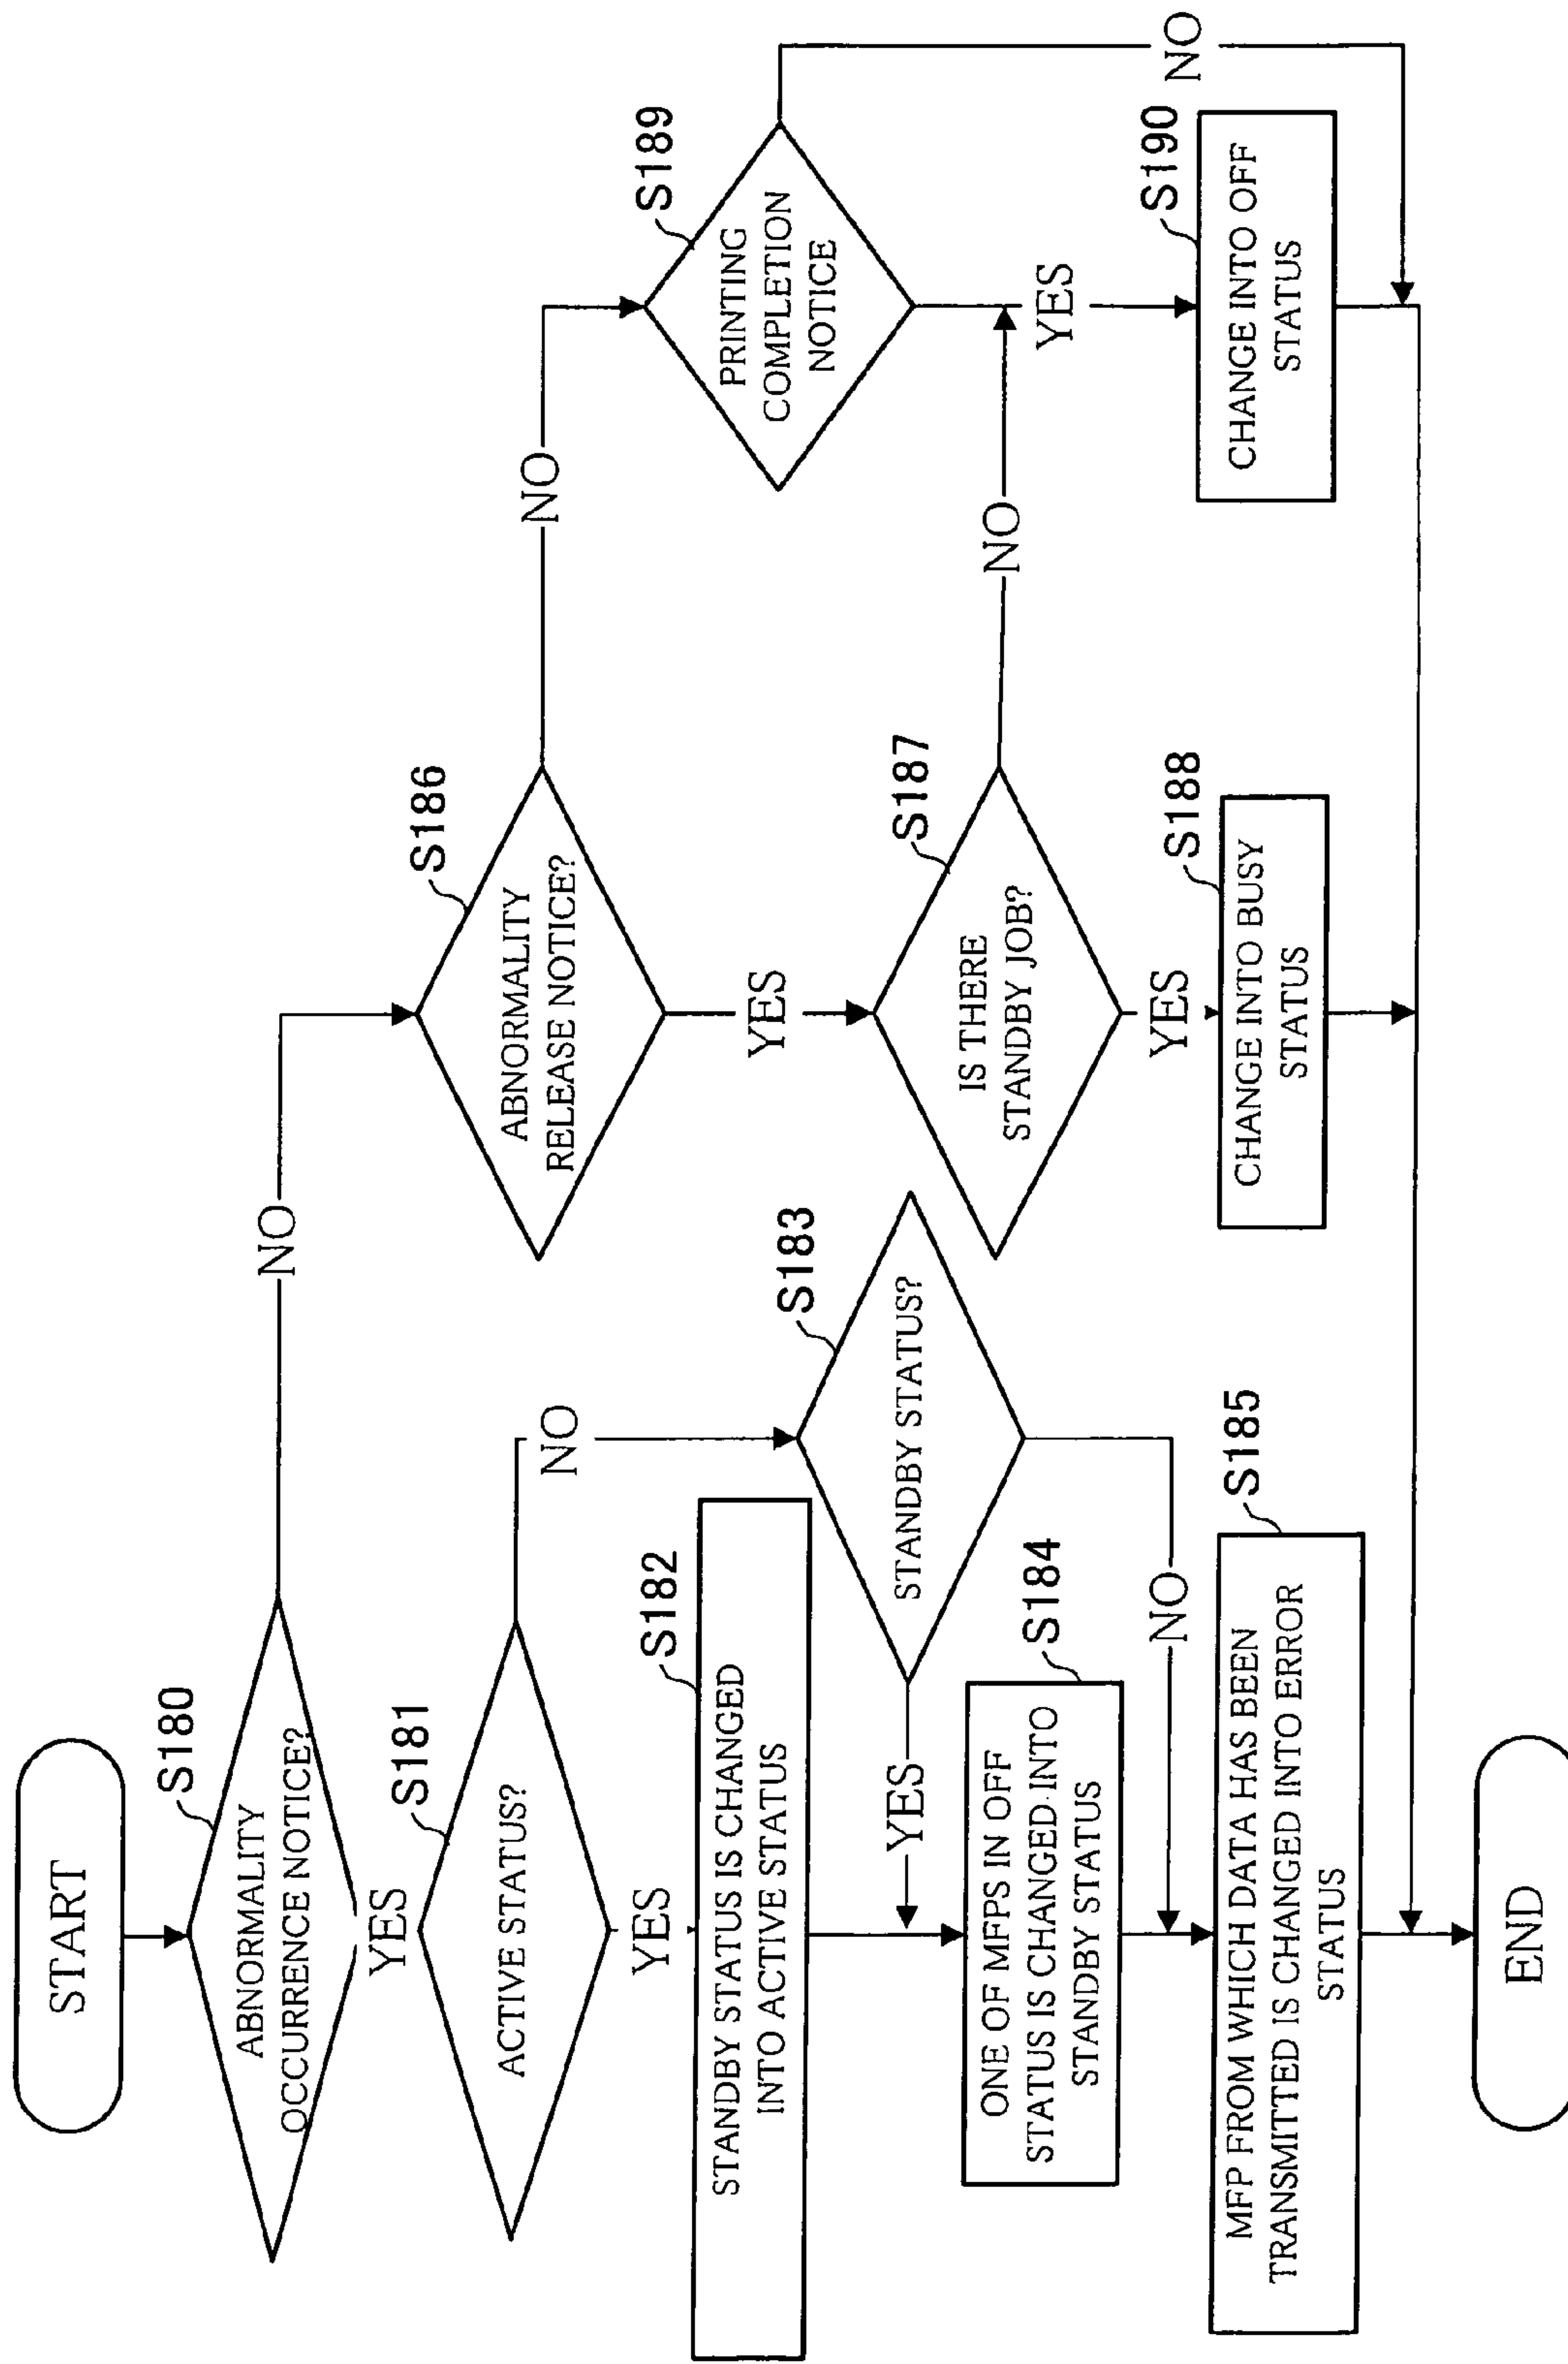 START
S180
ABNORMALITY
OCCURRENCE NOTICE?
NO
YES
S181
ACTIVE STATUS?
NO
YES
S182
STANDBY STATUS IS CHANGED
INTO ACTIVE STATUS
S183
STANDBY STATUS?
YES
NO
S184
ONE OF MFPS IN OFF
STATUS IS CHANGED INTO
STANDBY STATUS
S185
MFP FROM WHICH DATA HAS BEEN
TRANSMITTED IS CHANGED INTO ERROR
STATUS
END
S186
ABNORMALITY
RELEASE NOTICE?
NO
YES
S187
IS THERE
STANDBY JOB?
NO
YES
S188
CHANGE INTO BUSY
STATUS
S189
PRINTING
COMPLETION
NOTICE
NO
YES
S190
CHANGE INTO OFF
STATUS